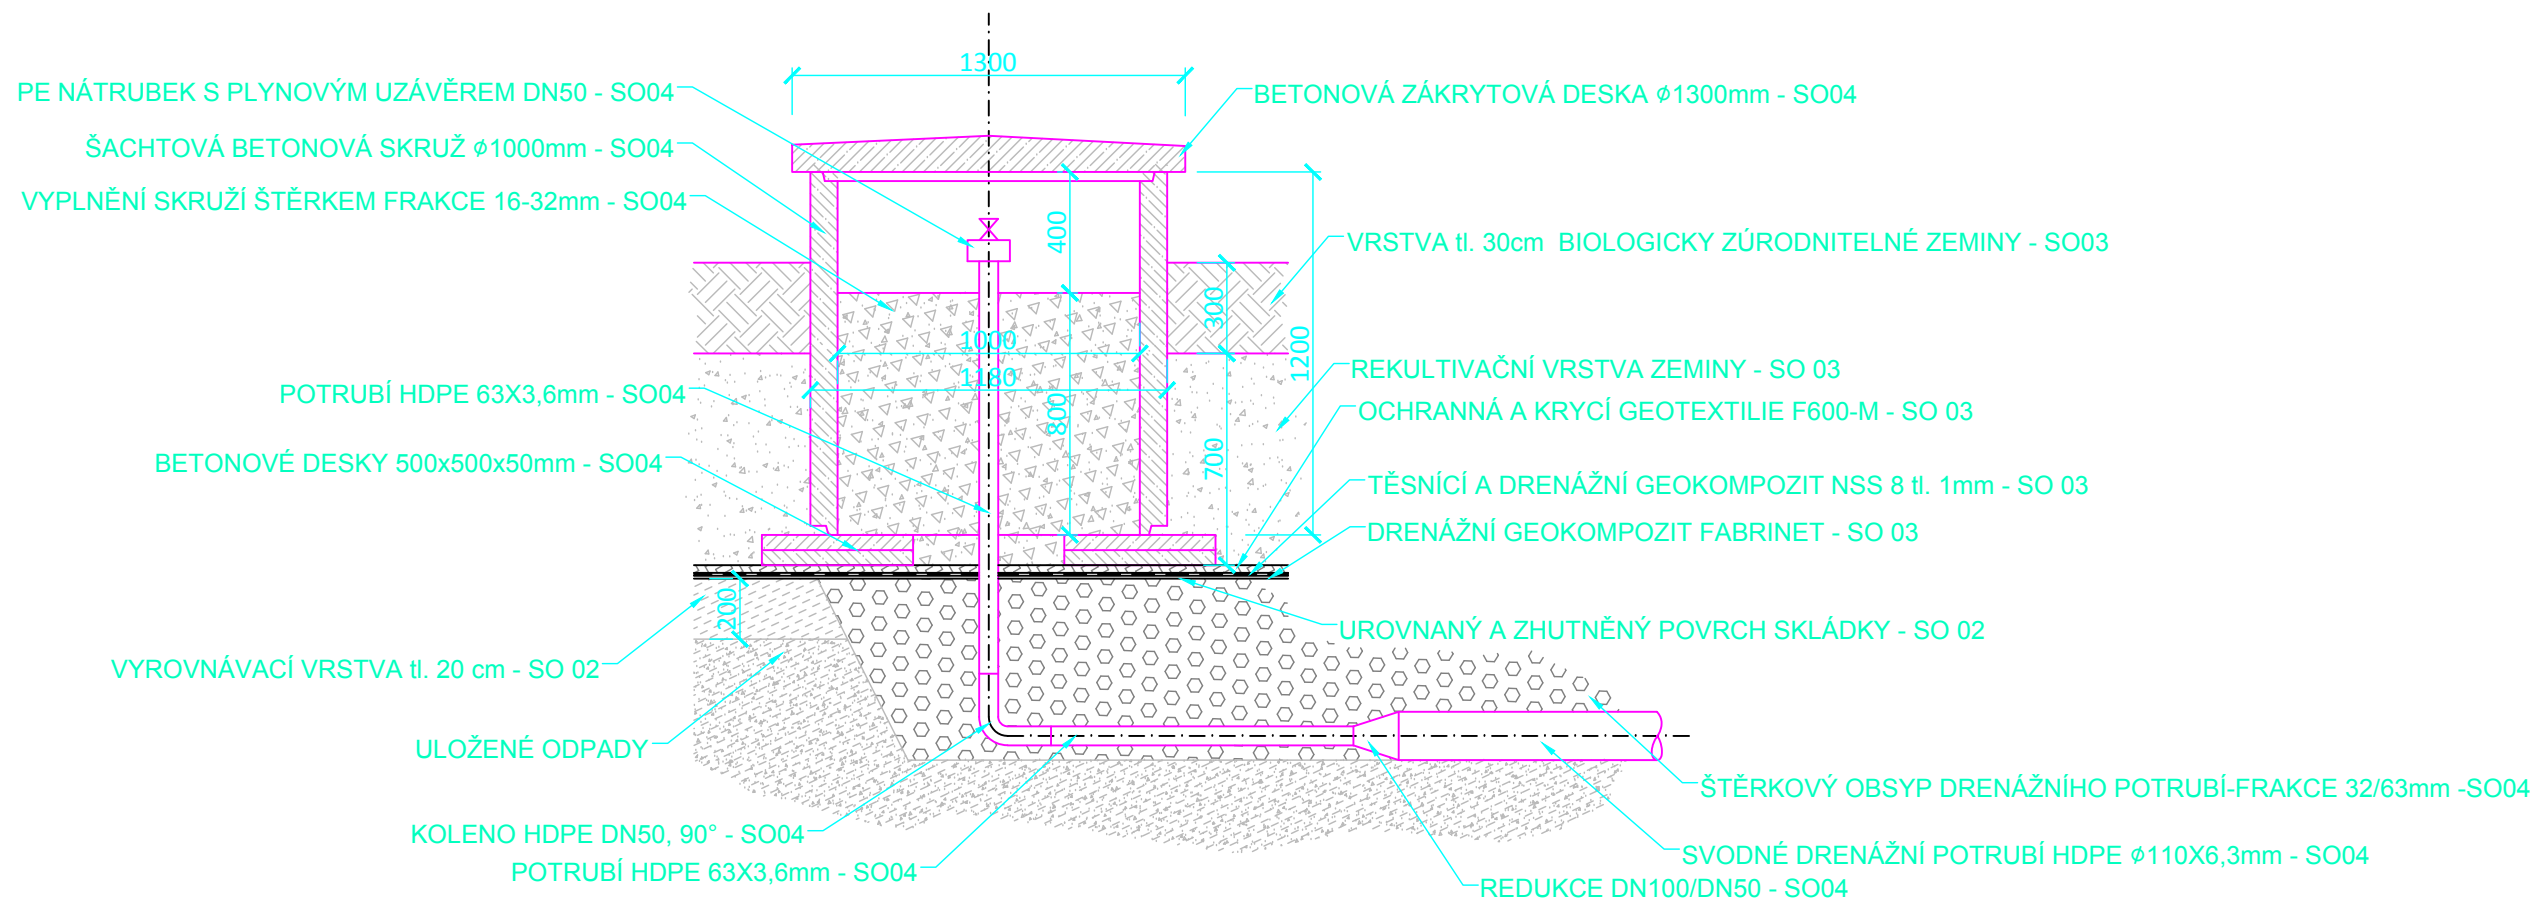 1300
PE NÁTRUBEK S PLYNOVÝM UZÁVĚREM DN50 - SO04
BETONOVÁ ZÁKRYTOVÁ DESKA ϕ1300mm - SO04
ŠACHTOVÁ BETONOVÁ SKRUŽ ϕ1000mm - SO04
VYPLNĚNÍ SKRUŽÍ ŠTĚRKEM FRAKCE 16-32mm - SO04
400
VRSTVA tl. 30cm BIOLOGICKY ZÚRODNITELNÉ ZEMINY - SO03
300
1000
1200
1180
REKULTIVAČNÍ VRSTVA ZEMINY - SO 03
POTRUBÍ HDPE 63X3,6mm - SO04
800
OCHRANNÁ A KRYCÍ GEOTEXTILIE F600-M - SO 03
700
BETONOVÉ DESKY 500x500x50mm - SO04
TĚSNÍCÍ A DRENÁŽNÍ GEOKOMPOZIT NSS 8 tl. 1mm - SO 03
DRENÁŽNÍ GEOKOMPOZIT FABRINET - SO 03
200
UROVNANÝ A ZHUTNĚNÝ POVRCH SKLÁDKY - SO 02
VYROVNÁVACÍ VRSTVA tl. 20 cm - SO 02
ULOŽENÉ ODPADY
ŠTĚRKOVÝ OBSYP DRENÁŽNÍHO POTRUBÍ-FRAKCE 32/63mm -SO04
KOLENO HDPE DN50, 90° - SO04
SVODNÉ DRENÁŽNÍ POTRUBÍ HDPE ϕ110X6,3mm - SO04
POTRUBÍ HDPE 63X3,6mm - SO04
REDUKCE DN100/DN50 - SO04